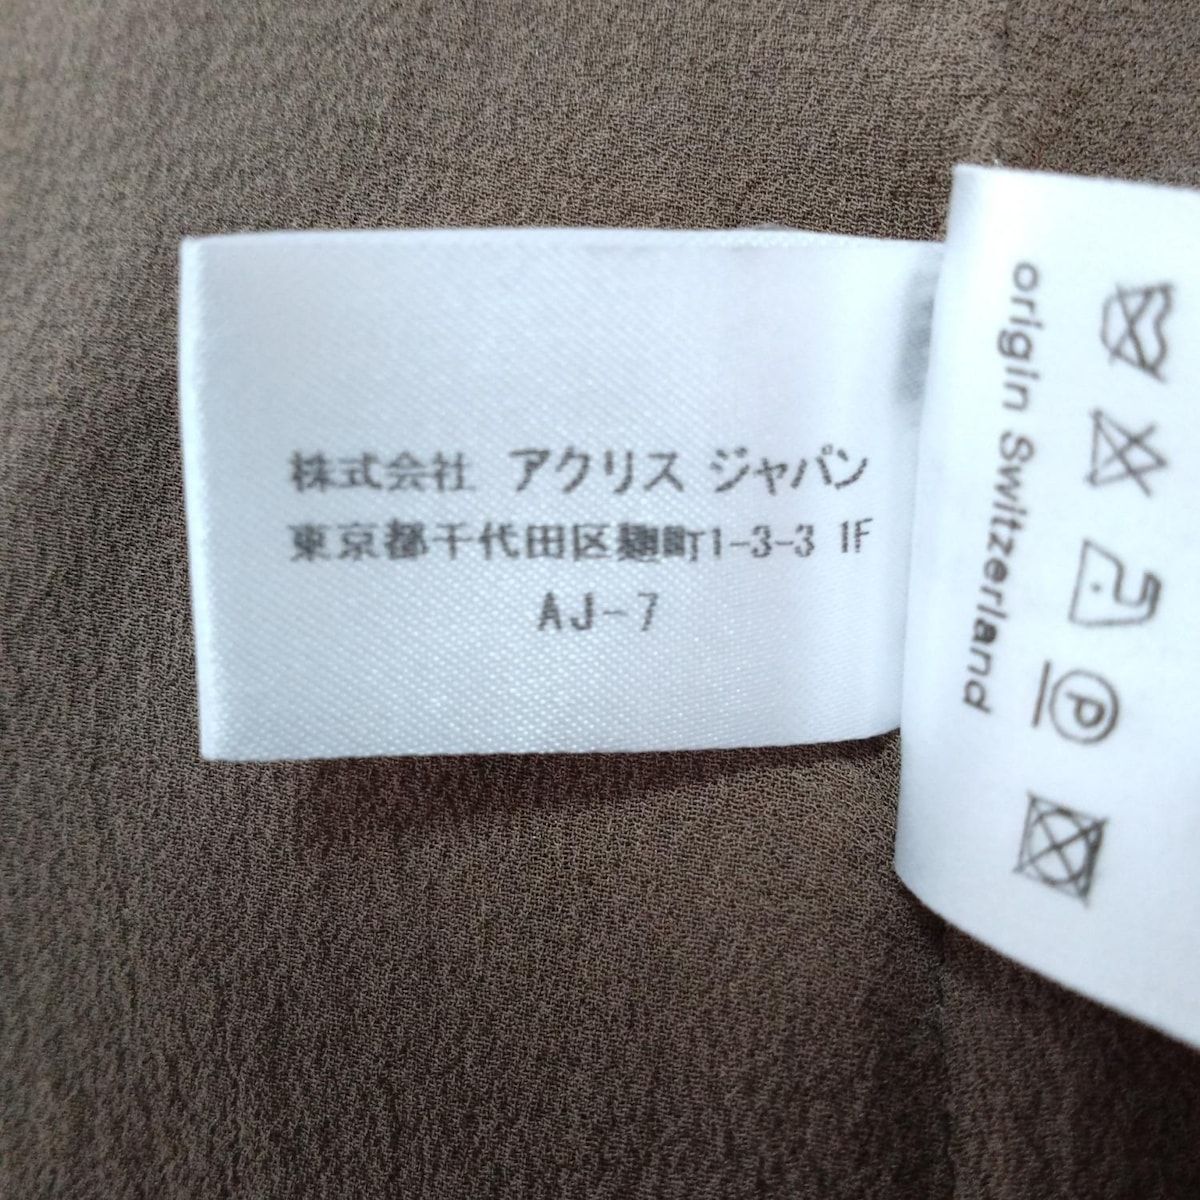 株式会社 アクリス ジャパン
東京都千代田区麹町1-3-3 1F
AJ-7
origin Switzerland
P